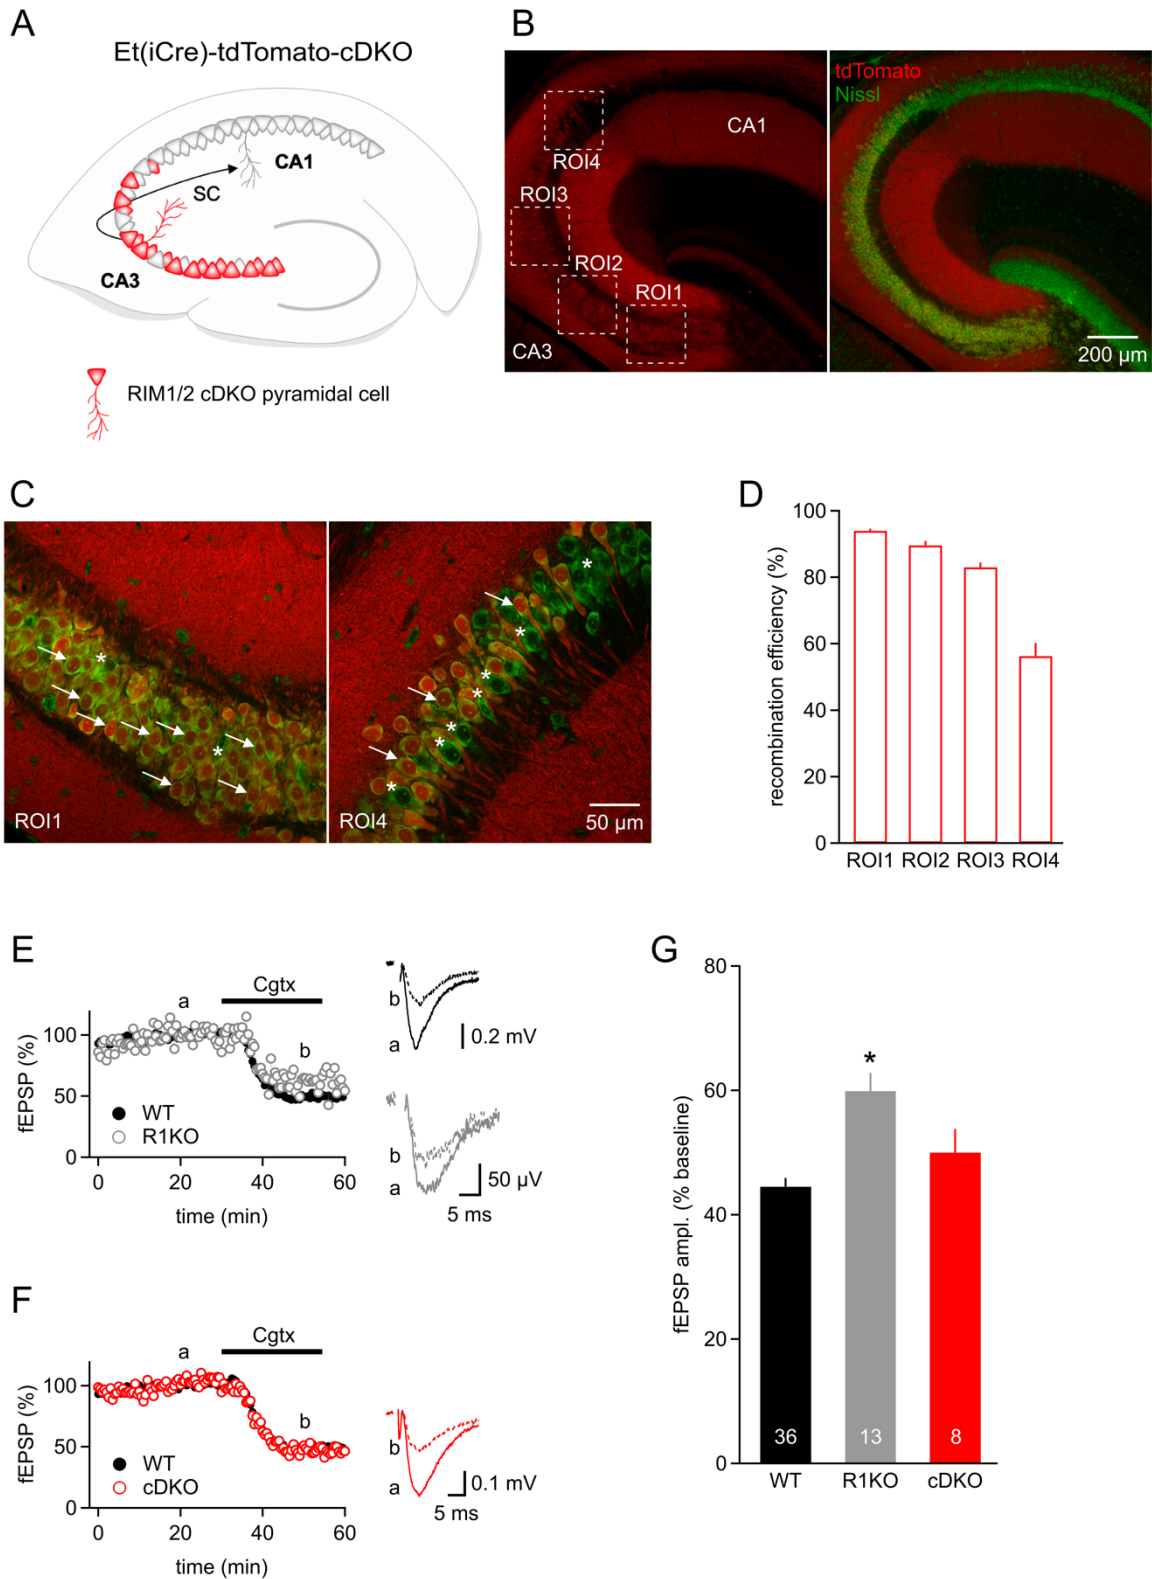 A
Et(iCre)-tdTomato-cDKO
CA1
SC
CA3
RIM1/2 cDKO pyramidal cell
B
CA1
ROI4
ROI3
ROI2
ROI1
CA3
tdTomato
Nissl
200 µm
C
ROI1
ROI4
50 µm
D
recombination efficiency (%)
100
80
60
40
20
0
ROI1 ROI2 ROI3 ROI4
E
a
Cgtx
b
fEPSP (%)
100
50
0
WT
R1KO
0 20 40 60
time (min)
b
a
0.2 mV
b
a
50 µV
5 ms
F
a
Cgtx
b
fEPSP (%)
100
50
0
WT
cDKO
0 20 40 60
time (min)
b
a
0.1 mV
5 ms
G
fEPSP ampl. (% baseline)
80
60
40
20
0
*
36 13 8
WT R1KO cDKO